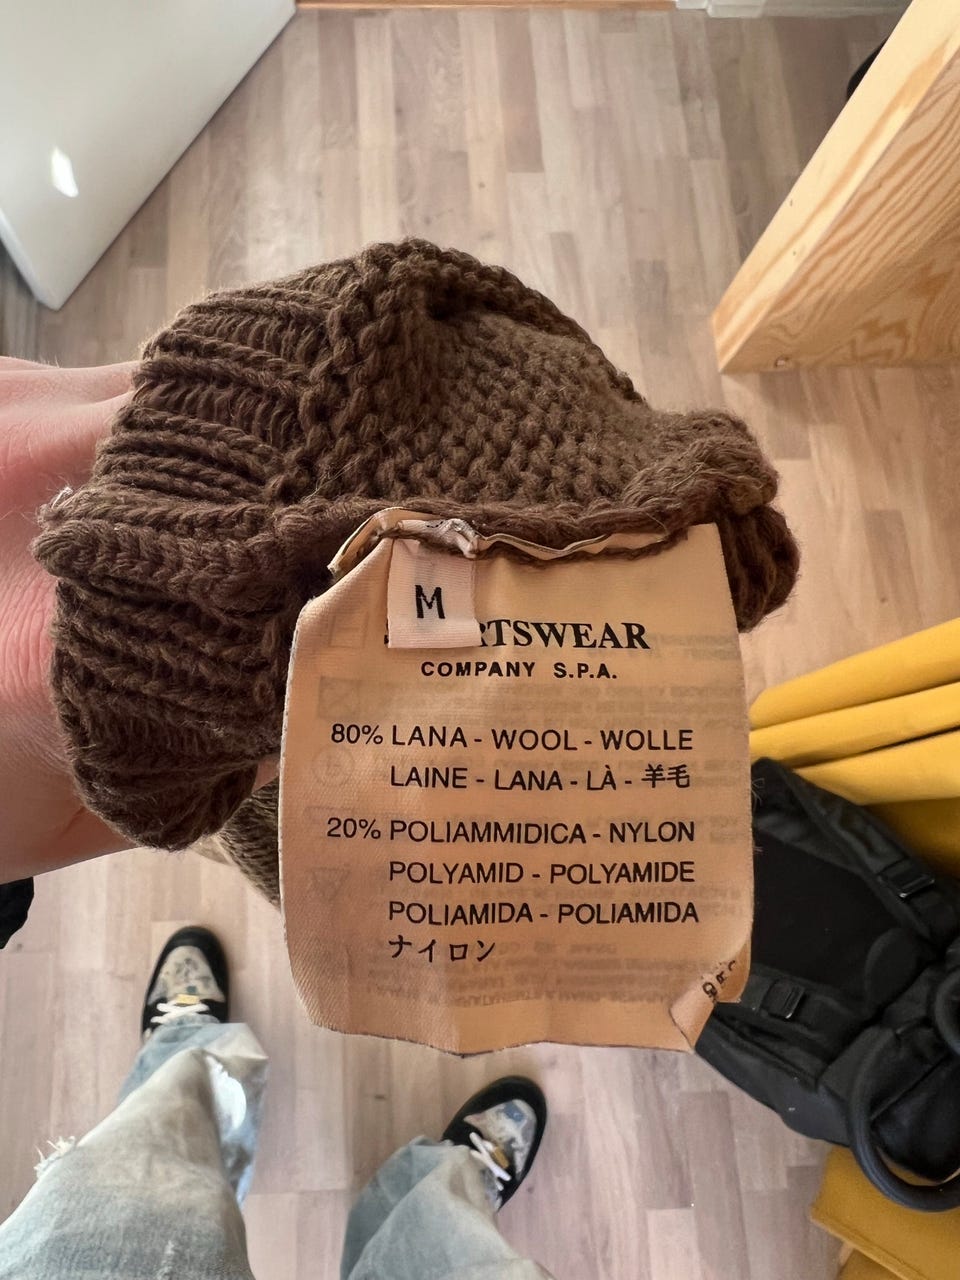 M
RTSWEAR
COMPANY S.P.A.
80% LANA - WOOL - WOLLE
LAINE - LANA - LÀ - 羊毛
20% POLIAMMIDICA - NYLON
POLYAMID - POLYAMIDE
POLIAMIDA - POLIAMIDA
ナイロン